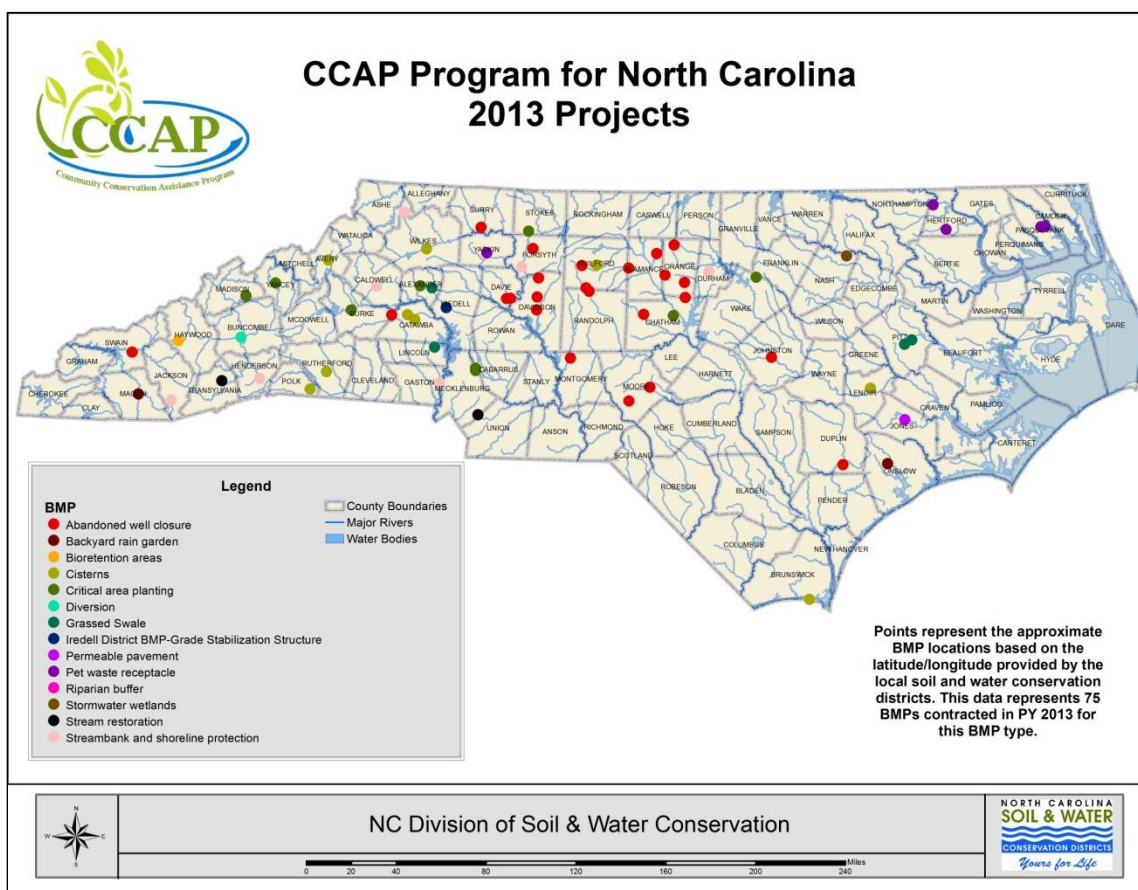 CCAP Program for North Carolina
2013 Projects
CCAP
Community Conservation Assistance Program
ALLEGHANY
ASHE
SURRY
STOKES
ROCKINGHAM
CASWELL
PERSON
GRANVILLE
VANCE
WARREN
NORTHAMPTON
HERTFORD
GATES
CURRITUCK
CAMDEN
PASQUOTANK
PERQUIMANS
CHOWAN
BERTIE
HALIFAX
WATAUGA
WILKES
YADKIN
FORSYTH
GUILFORD
ALAMANCE
ORANGE
DURHAM
FRANKLIN
NASH
EDGECOMBE
MARTIN
WASHINGTON
TYRRELL
DARE
MITCHELL
AVERY
CALDWELL
ALEXANDER
IREDELL
DAVIE
DAVIDSON
RANDOLPH
CHATHAM
WAKE
WILSON
PITT
BEAUFORT
HYDE
MADISON
YANCEY
BURKE
CATAWBA
ROWAN
MCDOWELL
BUNCOMBE
HAYWOOD
SWAIN
GRAHAM
JACKSON
HENDERSON
RUTHERFORD
LINCOLN
CABARRUS
STANLY
MONTGOMERY
MOORE
LEE
HARNETT
JOHNSTON
WAYNE
GREENE
LENOIR
CRAVEN
PAMLICO
CHEROKEE
CLAY
MACON
TRANSYLVANIA
POLK
CLEVELAND
GASTON
MECKLENBURG
UNION
ANSON
RICHMOND
HOKE
CUMBERLAND
SAMPSON
DUPLIN
JONES
CARTERET
ONSLOW
SCOTLAND
ROBESON
BLADEN
PENDER
COLUMBUS
NEW HANOVER
BRUNSWICK
Legend
BMP
Abandoned well closure
Backyard rain garden
Bioretention areas
Cisterns
Critical area planting
Diversion
Grassed Swale
Iredell District BMP-Grade Stabilization Structure
Permeable pavement
Pet waste receptacle
Riparian buffer
Stormwater wetlands
Stream restoration
Streambank and shoreline protection
County Boundaries
Major Rivers
Water Bodies
Points represent the approximate
BMP locations based on the
latitude/longitude provided by the
local soil and water conservation
districts. This data represents 75
BMPs contracted in PY 2013 for
this BMP type.
N
W E
S
NC Division of Soil & Water Conservation
Miles
0 20 40 80 120 160 200 240
NORTH CAROLINA
SOIL & WATER
CONSERVATION DISTRICTS
Yours for Life